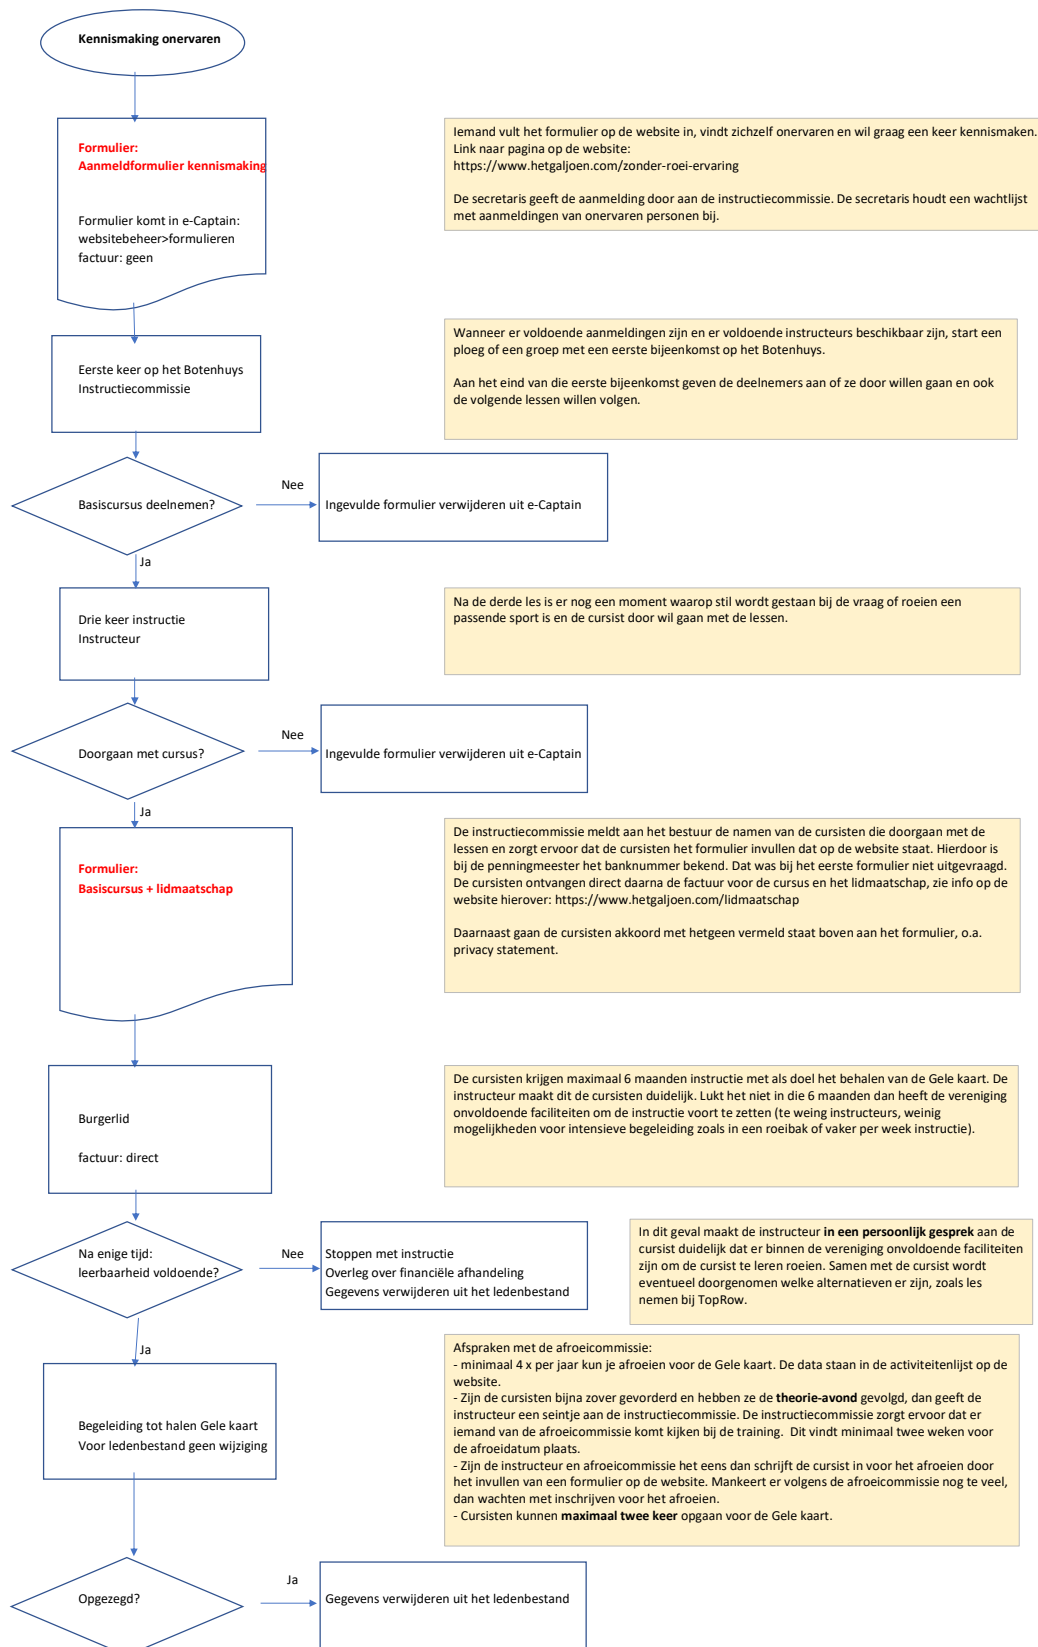 Kennismaking onervaren
Formulier:
Aanmeldformulier kennismaking
Formulier komt in e-Captain:
websitebeheer>formulieren
factuur: geen
Iemand vult het formulier op de website in, vindt zichzelf onervaren en wil graag een keer kennismaken.
Link naar pagina op de website:
https://www.hetgaljoen.com/zonder-roei-ervaring
De secretaris geeft de aanmelding door aan de instructiecommissie. De secretaris houdt een wachtlijst
met aanmeldingen van onervaren personen bij.
Eerste keer op het Botenhuys
Instructiecommissie
Wanneer er voldoende aanmeldingen zijn en er voldoende instructeurs beschikbaar zijn, start een
ploeg of een groep met een eerste bijeenkomst op het Botenhuys.
Aan het eind van die eerste bijeenkomst geven de deelnemers aan of ze door willen gaan en ook
de volgende lessen willen volgen.
Basiscursus deelnemen?
Nee
Ingevulde formulier verwijderen uit e-Captain
Ja
Drie keer instructie
Instructeur
Na de derde les is er nog een moment waarop stil wordt gestaan bij de vraag of roeien een
passende sport is en de cursist door wil gaan met de lessen.
Doorgaan met cursus?
Nee
Ingevulde formulier verwijderen uit e-Captain
Ja
Formulier:
Basiscursus + lidmaatschap
De instructiecommissie meldt aan het bestuur de namen van de cursisten die doorgaan met de
lessen en zorgt ervoor dat de cursisten het formulier invullen dat op de website staat. Hierdoor is
bij de penningmeester het banknummer bekend. Dat was bij het eerste formulier niet uitgevraagd.
De cursisten ontvangen direct daarna de factuur voor de cursus en het lidmaatschap, zie info op de
website hierover: https://www.hetgaljoen.com/lidmaatschap
Daarnaast gaan de cursisten akkoord met hetgeen vermeld staat boven aan het formulier, o.a.
privacy statement.
Burgerlid
factuur: direct
De cursisten krijgen maximaal 6 maanden instructie met als doel het behalen van de Gele kaart. De
instructeur maakt dit de cursisten duidelijk. Lukt het niet in die 6 maanden dan heeft de vereniging
onvoldoende faciliteiten om de instructie voort te zetten (te weing instructeurs, weinig
mogelijkheden voor intensieve begeleiding zoals in een roeibak of vaker per week instructie).
Na enige tijd:
leerbaarheid voldoende?
Nee
Stoppen met instructie
Overleg over financiële afhandeling
Gegevens verwijderen uit het ledenbestand
In dit geval maakt de instructeur in een persoonlijk gesprek aan de
cursist duidelijk dat er binnen de vereniging onvoldoende faciliteiten
zijn om de cursist te leren roeien. Samen met de cursist wordt
eventueel doorgenomen welke alternatieven er zijn, zoals les
nemen bij TopRow.
Ja
Begeleiding tot halen Gele kaart
Voor ledenbestand geen wijziging
Afspraken met de afroeicommissie:
- minimaal 4 x per jaar kun je afroeien voor de Gele kaart. De data staan in de activiteitenlijst op de
website.
- Zijn de cursisten bijna zover gevorderd en hebben ze de theorie-avond gevolgd, dan geeft de
instructeur een seintje aan de instructiecommissie. De instructiecommissie zorgt ervoor dat er
iemand van de afroeicommissie komt kijken bij de training.  Dit vindt minimaal twee weken voor
de afroeidatum plaats.
- Zijn de instructeur en afroeicommissie het eens dan schrijft de cursist in voor het afroeien door
het invullen van een formulier op de website. Mankeert er volgens de afroeicommissie nog te veel,
dan wachten met inschrijven voor het afroeien.
- Cursisten kunnen maximaal twee keer opgaan voor de Gele kaart.
Opgezegd?
Ja
Gegevens verwijderen uit het ledenbestand